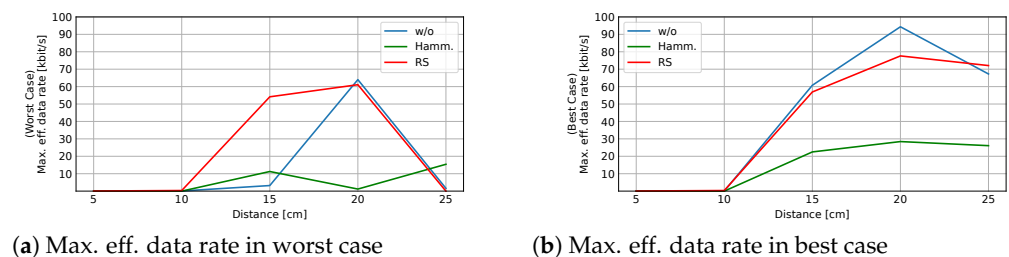 100
90
80
70
60
50
40
30
20
10
(Worst Case)
Max. eff. data rate [kbit/s]
w/o
Hamm.
RS
5 10 15 20 25
Distance [cm]
(a) Max. eff. data rate in worst case
100
90
80
70
60
50
40
30
20
10
(Best Case)
Max. eff. data rate [kbit/s]
w/o
Hamm.
RS
5 10 15 20 25
Distance [cm]
(b) Max. eff. data rate in best case